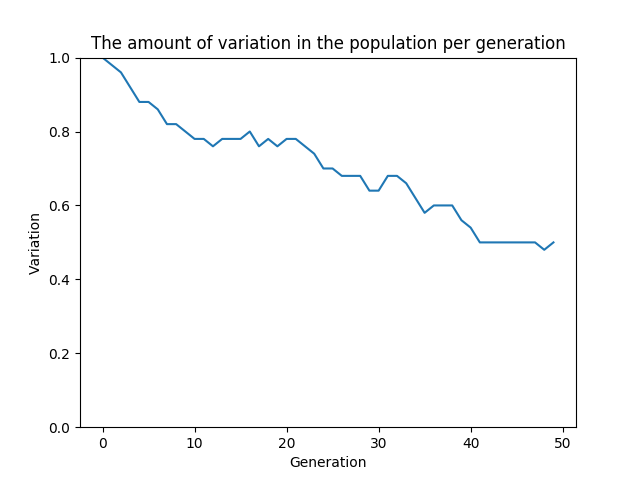 The amount of variation in the population per generation
1.0
0.8
0.6
0.4
0.2
0.0
Variation
0 10 20 30 40 50
Generation